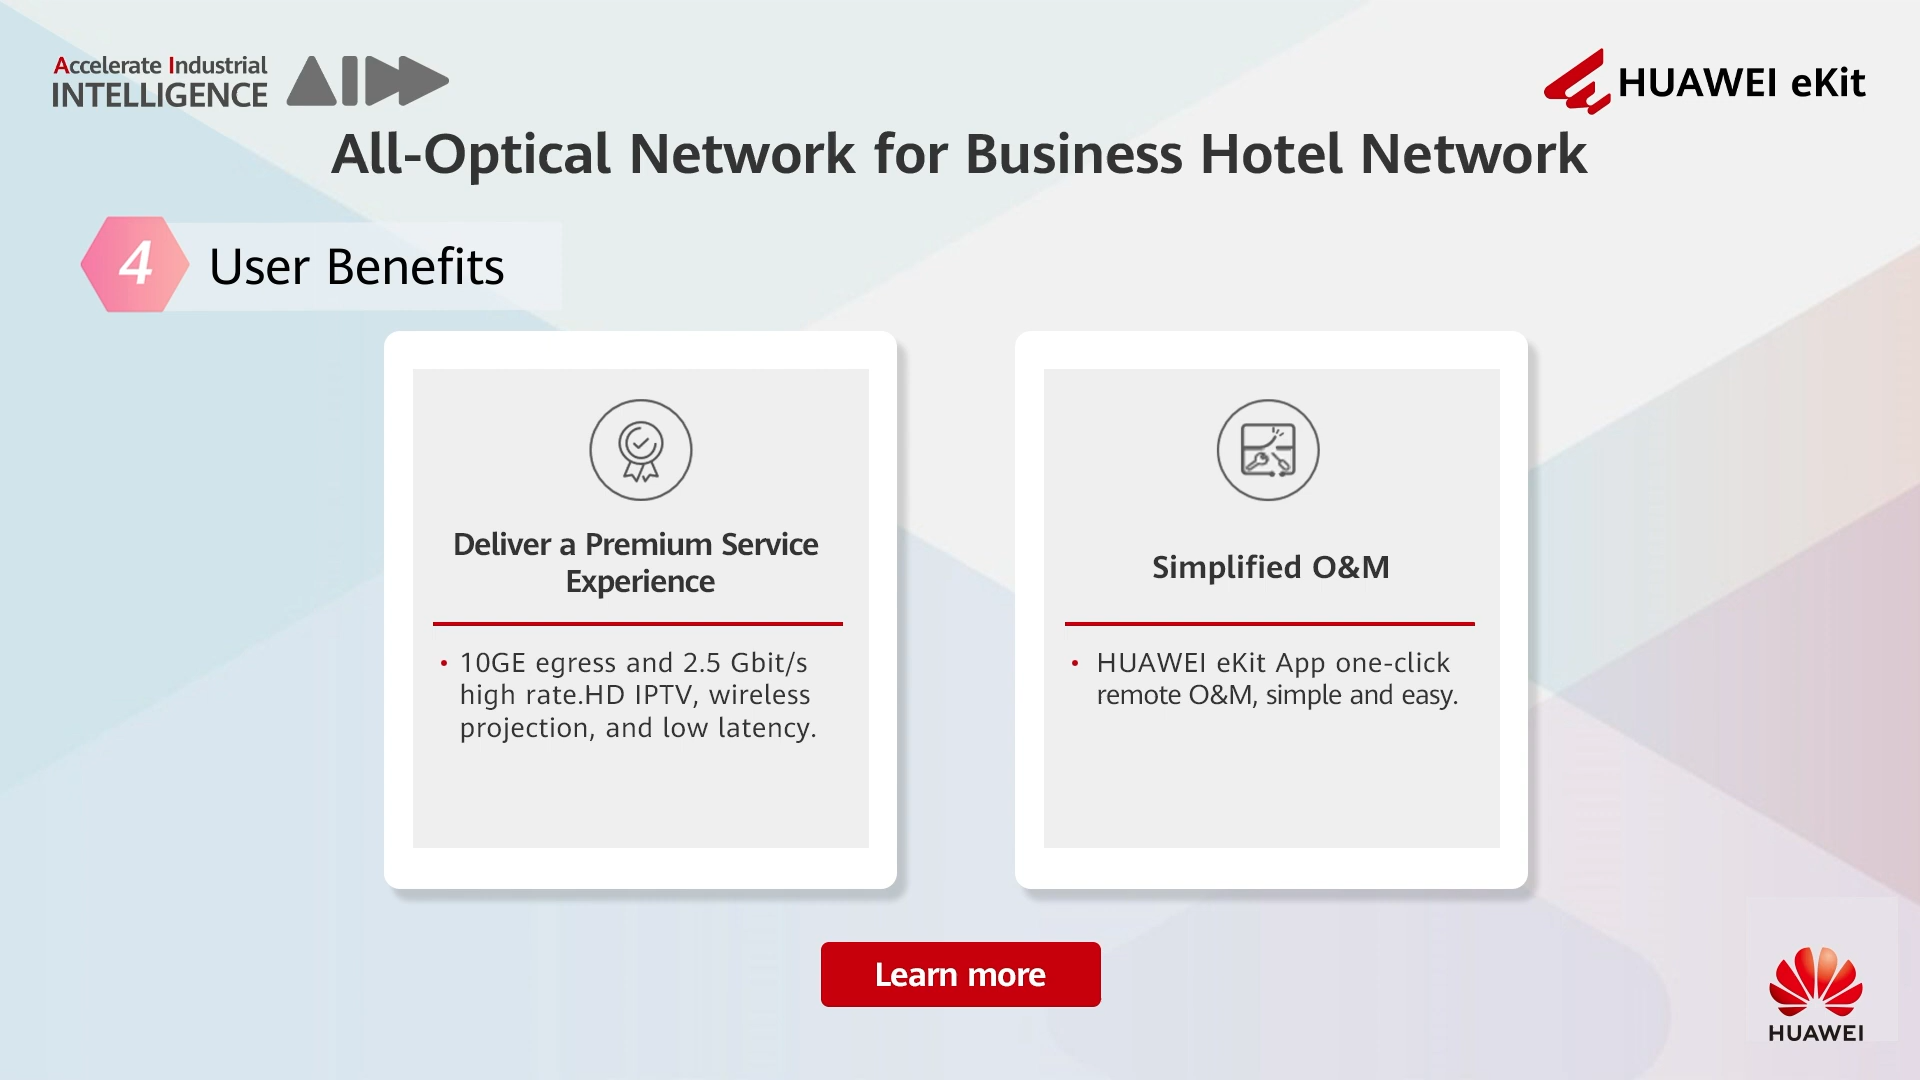 Accelerate Industrial
INTELLIGENCE
HUAWEI eKit
All-Optical Network for Business Hotel Network
4
User Benefits
Deliver a Premium Service
Experience
• 10GE egress and 2.5 Gbit/s
high rate.HD IPTV, wireless
projection, and low latency.
Simplified O&M
• HUAWEI eKit App one-click
remote O&M, simple and easy.
Learn more
HUAWEI